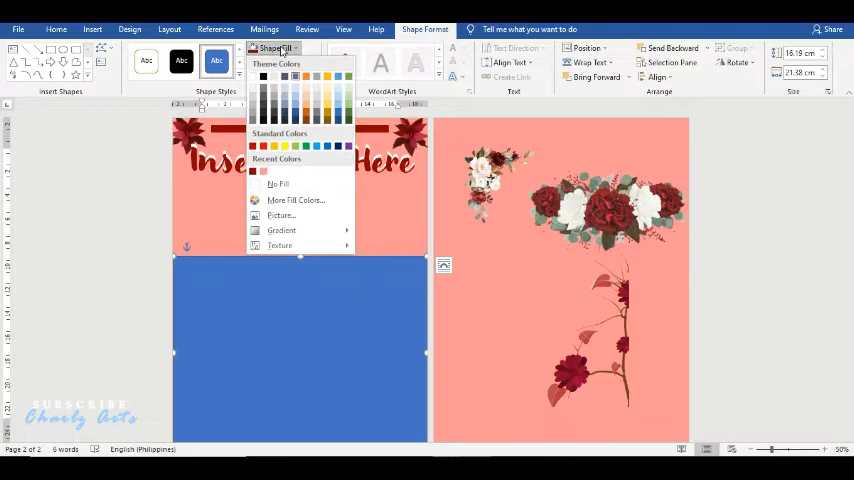 File Home Insert Draw Layout References Mailings Review View Help Shape Format Tell me what you want to do Share
Abc Abc Abc
Shape Fill
A A
Text Direction
Align Text
Create Link
Position
Wrap Text
Bring Forward
Send Backward
Align
Group
Rotate
16.19 cm
21.38 cm
Insert Shapes Shape Styles WordArt Styles Text Arrange Size
Theme Colors
Standard Colors
Recent Colors
No Fill
More Fill Colors...
Picture...
Gradient
Texture
Inse Here
SUBSCRIBE
Charly Arts
Page 2 of 2 6 words English (Philippines) 50%